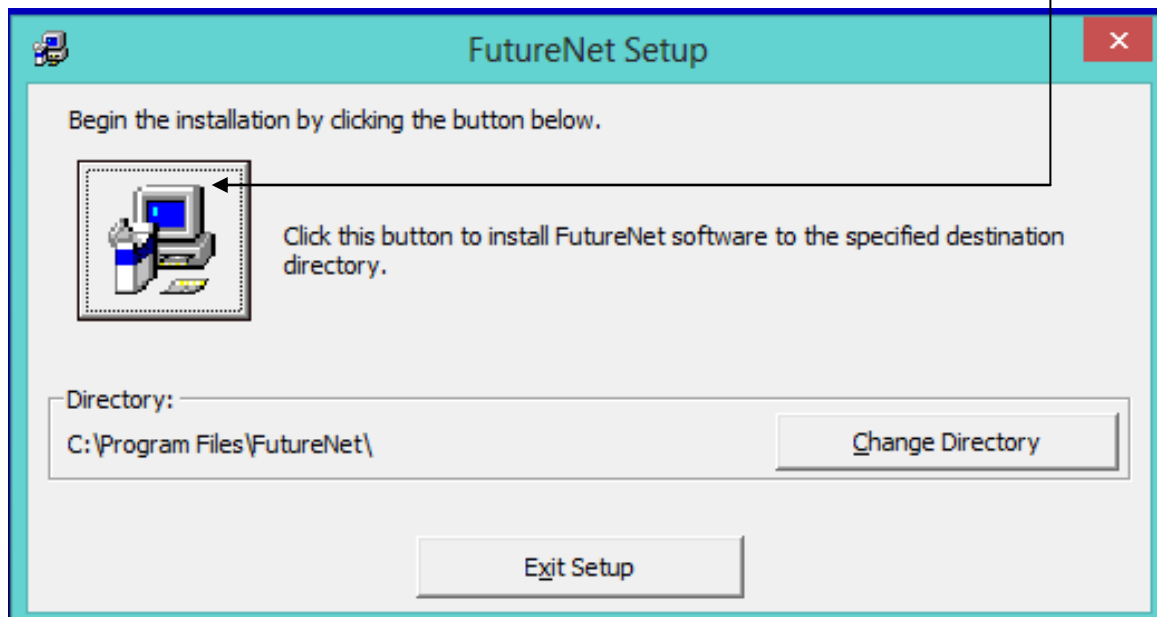 FutureNet Setup
Begin the installation by clicking the button below.
Click this button to install FutureNet software to the specified destination
directory.
Directory:
C:\Program Files\FutureNet\
Change Directory
Exit Setup